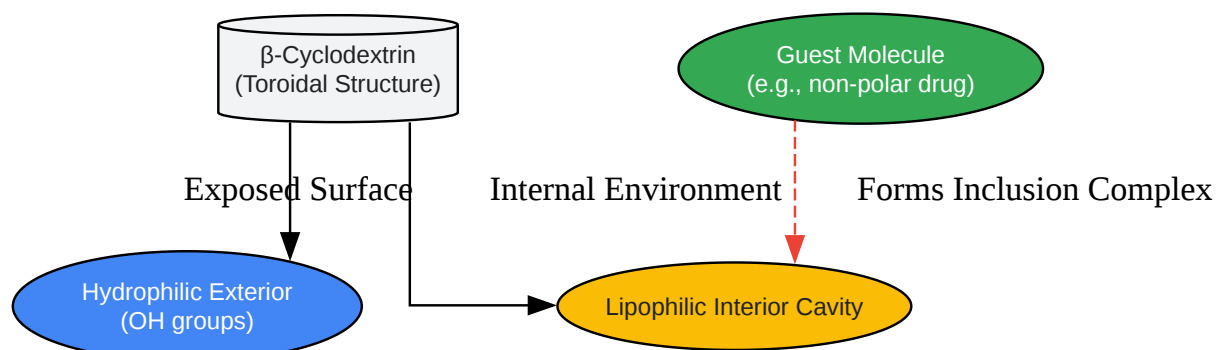 β-Cyclodextrin
(Toroidal Structure)
Guest Molecule
(e.g., non-polar drug)
Exposed Surface
Internal Environment
Forms Inclusion Complex
Hydrophilic Exterior
(OH groups)
Lipophilic Interior Cavity